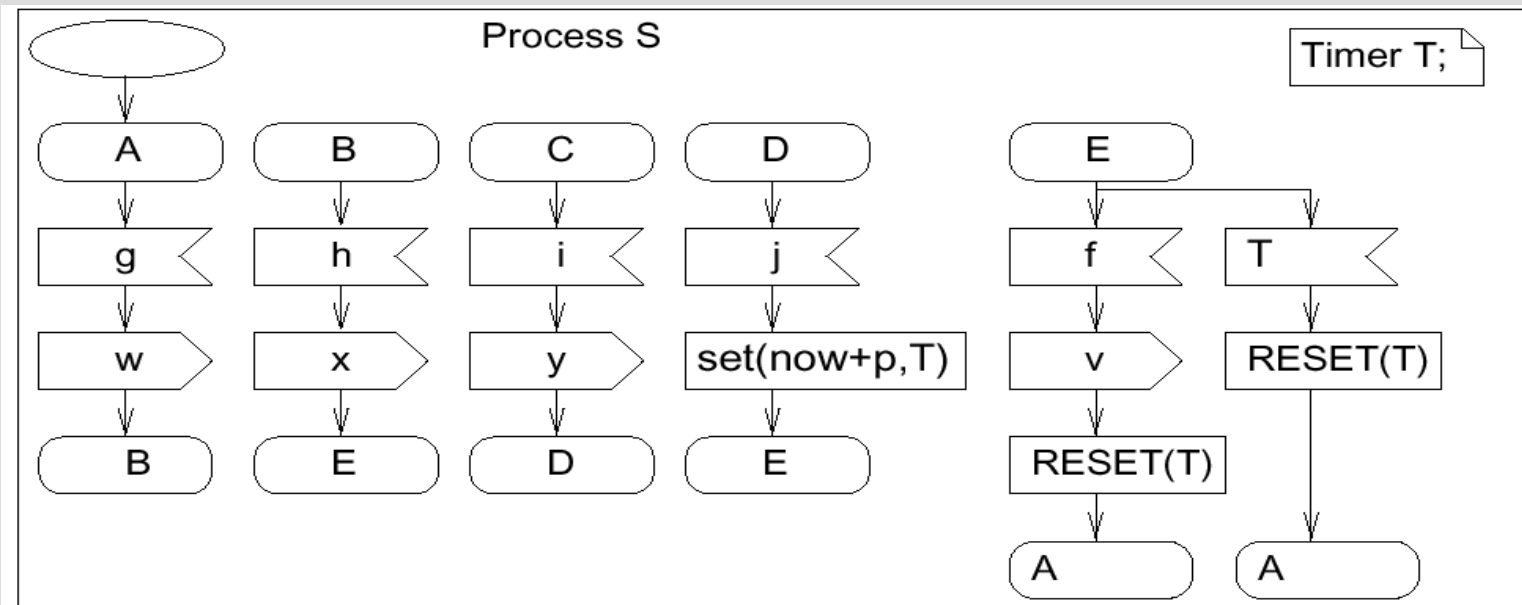 Process S
Timer T;
A B C D E
g h i j f T
w x y set(now+p,T) v RESET(T)
B E D E RESET(T)
A A